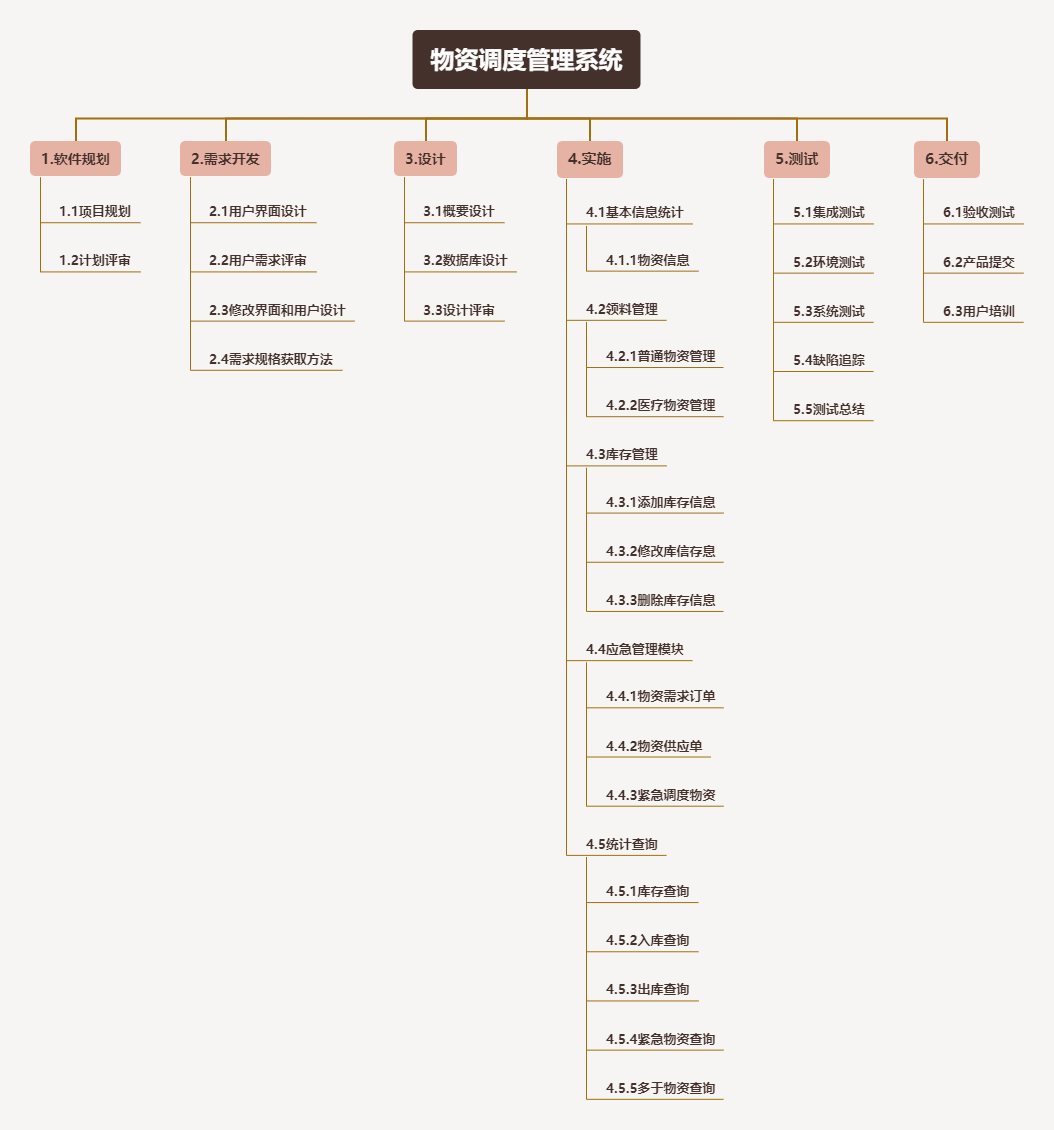 物资调度管理系统
1.软件规划
1.1项目规划
1.2计划评审
2.需求开发
2.1用户界面设计
2.2用户需求评审
2.3修改界面和用户设计
2.4需求规格获取方法
3.设计
3.1概要设计
3.2数据库设计
3.3设计评审
4.实施
4.1基本信息统计
4.1.1物资信息
4.2领料管理
4.2.1普通物资管理
4.2.2医疗物资管理
4.3库存管理
4.3.1添加库存信息
4.3.2修改库信存息
4.3.3删除库存信息
4.4应急管理模块
4.4.1物资需求订单
4.4.2物资供应单
4.4.3紧急调度物资
4.5统计查询
4.5.1库存查询
4.5.2入库查询
4.5.3出库查询
4.5.4紧急物资查询
4.5.5多于物资查询
5.测试
5.1集成测试
5.2环境测试
5.3系统测试
5.4缺陷追踪
5.5测试总结
6.交付
6.1验收测试
6.2产品提交
6.3用户培训